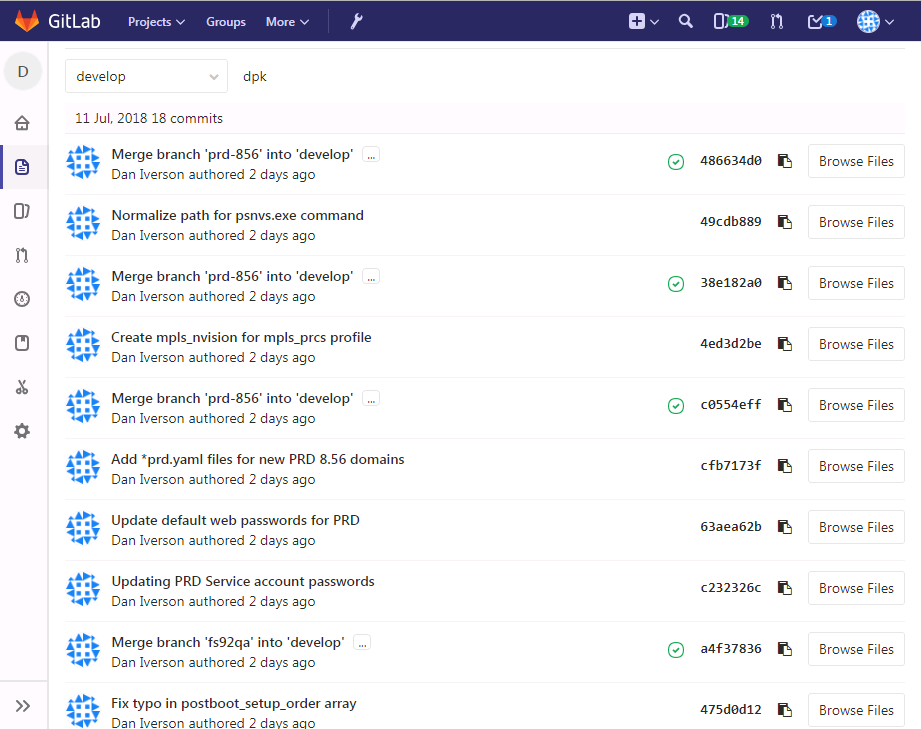 GitLab Projects Groups More 14 1
D
develop dpk
11 Jul, 2018 18 commits
Merge branch 'prd-856' into 'develop' ...
Dan Iverson authored 2 days ago
486634d0 Browse Files
Normalize path for psnvs.exe command
Dan Iverson authored 2 days ago
49cdb889 Browse Files
Merge branch 'prd-856' into 'develop' ...
Dan Iverson authored 2 days ago
38e182a0 Browse Files
Create mpls_nvision for mpls_prcs profile
Dan Iverson authored 2 days ago
4ed3d2be Browse Files
Merge branch 'prd-856' into 'develop' ...
Dan Iverson authored 2 days ago
c0554eff Browse Files
Add *prd.yaml files for new PRD 8.56 domains
Dan Iverson authored 2 days ago
cfb7173f Browse Files
Update default web passwords for PRD
Dan Iverson authored 2 days ago
63aea62b Browse Files
Updating PRD Service account passwords
Dan Iverson authored 2 days ago
c232326c Browse Files
Merge branch 'fs92qa' into 'develop' ...
Dan Iverson authored 2 days ago
a4f37836 Browse Files
Fix typo in postboot_setup_order array
Dan Iverson authored 2 days ago
475d0d12 Browse Files